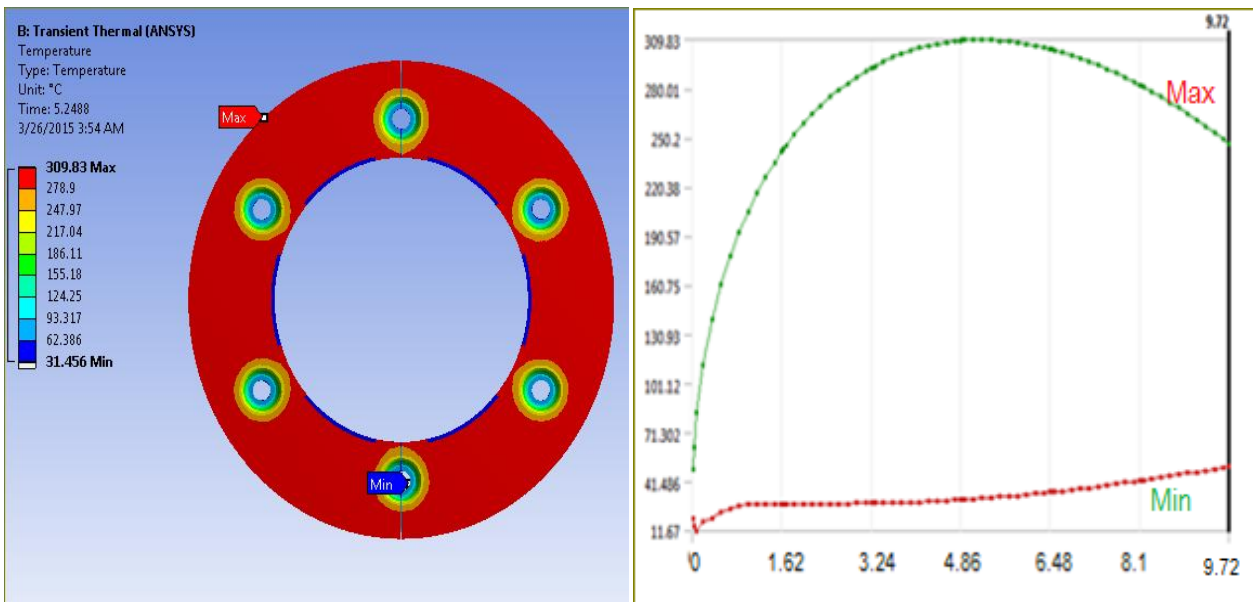 B: Transient Thermal (ANSYS)
Temperature
Type: Temperature
Unit: °C
Time: 5.2488
3/26/2015 3:54 AM
309.83 Max
278.9
247.97
217.04
186.11
155.18
124.25
93.317
62.386
31.456 Min
Max
Min
9.72
309.83
280.01
250.2
220.38
190.57
160.75
130.93
101.12
71.302
41.486
11.67
Max
Min
0 1.62 3.24 4.86 6.48 8.1 9.72